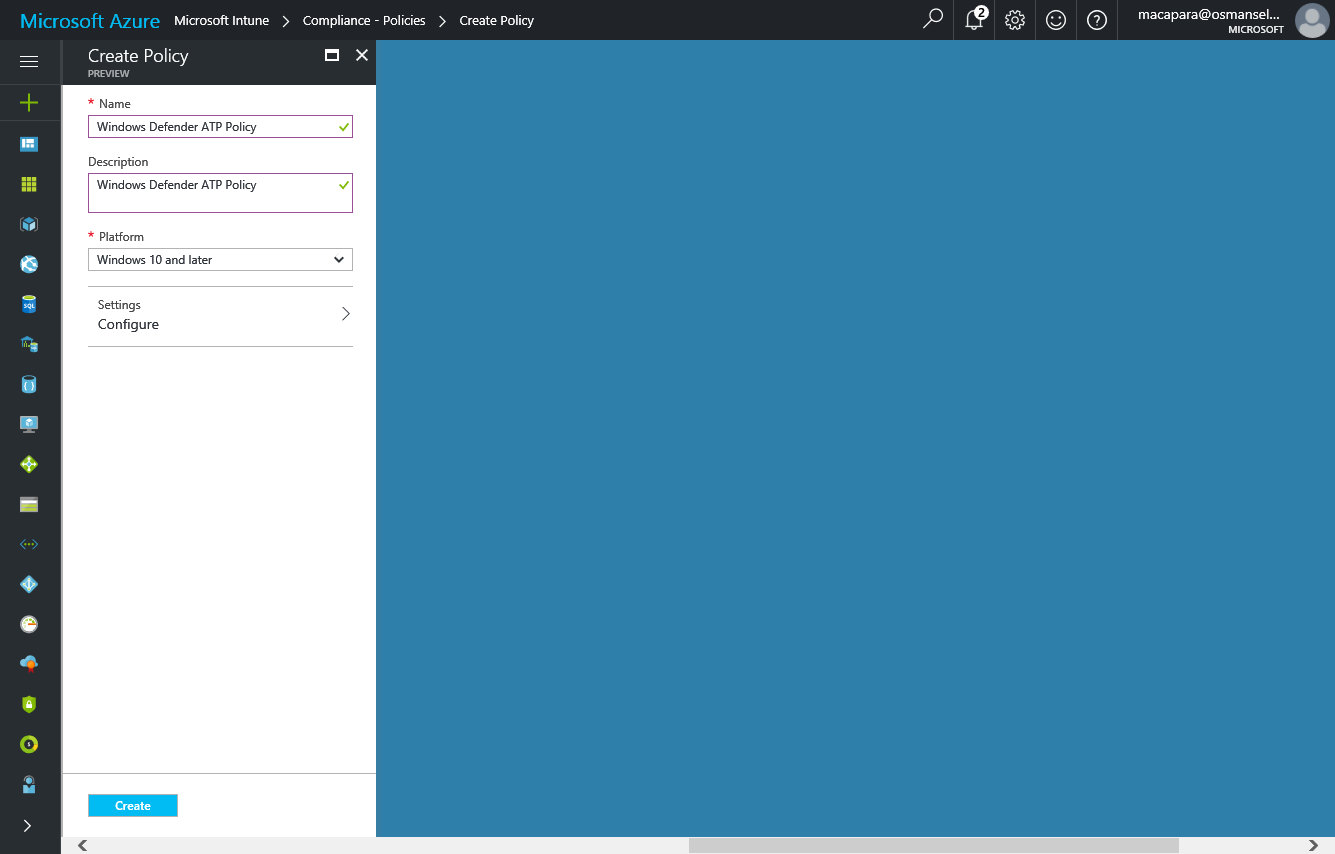 Microsoft Azure Microsoft Intune Compliance - Policies Create Policy
2
macapara@osmansel...
MICROSOFT
Create Policy
PREVIEW
* Name
Windows Defender ATP Policy
Description
Windows Defender ATP Policy
* Platform
Windows 10 and later
SQL
Settings
Configure
Create